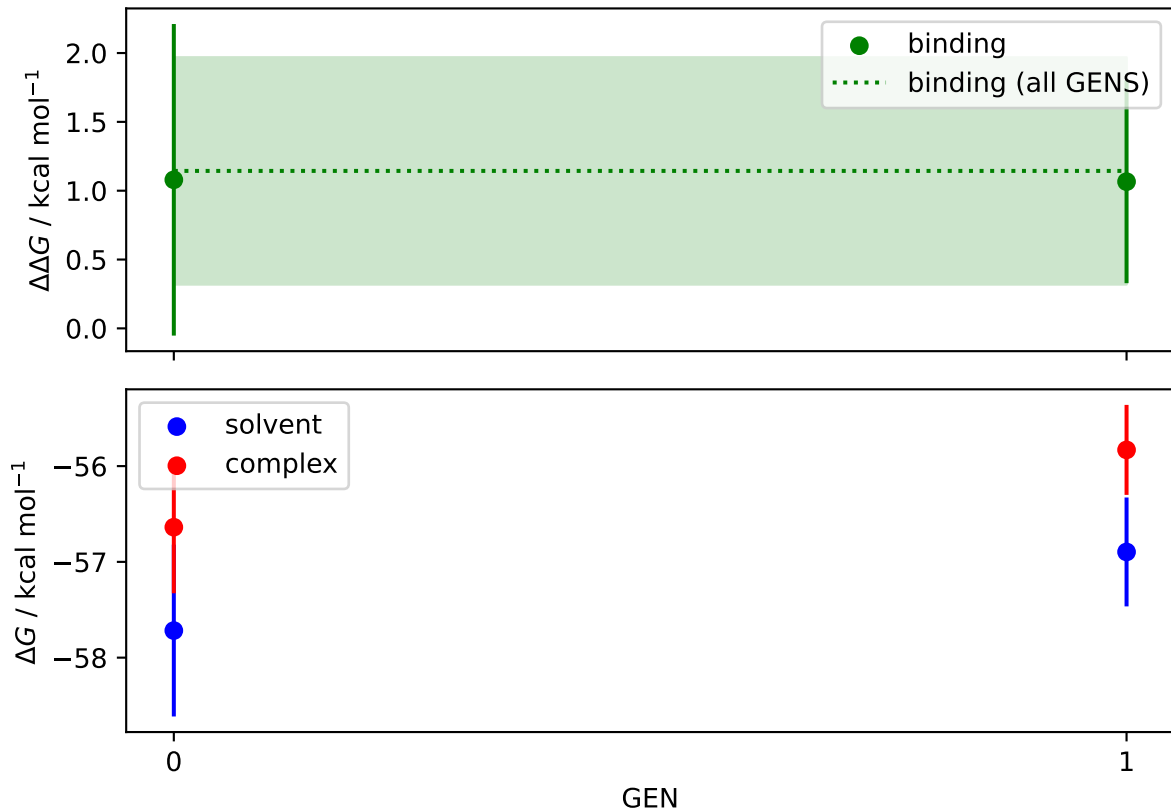 2.0
1.5
1.0
0.5
0.0
ΔΔG / kcal mol⁻¹
binding
binding (all GENS)
−56
−57
−58
ΔG / kcal mol⁻¹
solvent
complex
0
1
GEN